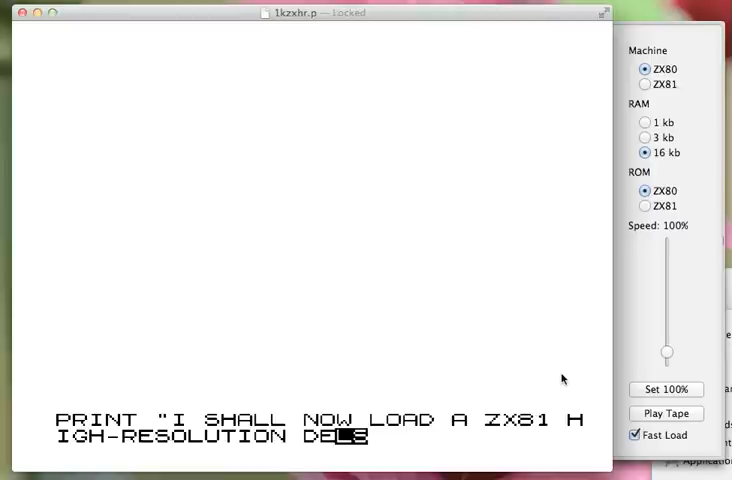 1kzxhr.p — Locked
Machine
ZX80
ZX81
RAM
1 kb
3 kb
16 kb
ROM
ZX80
ZX81
Speed: 100%
Set 100%
Play Tape
Fast Load
PRINT "I SHALL NOW LOAD A ZX81 H
IGH-RESOLUTION DELS